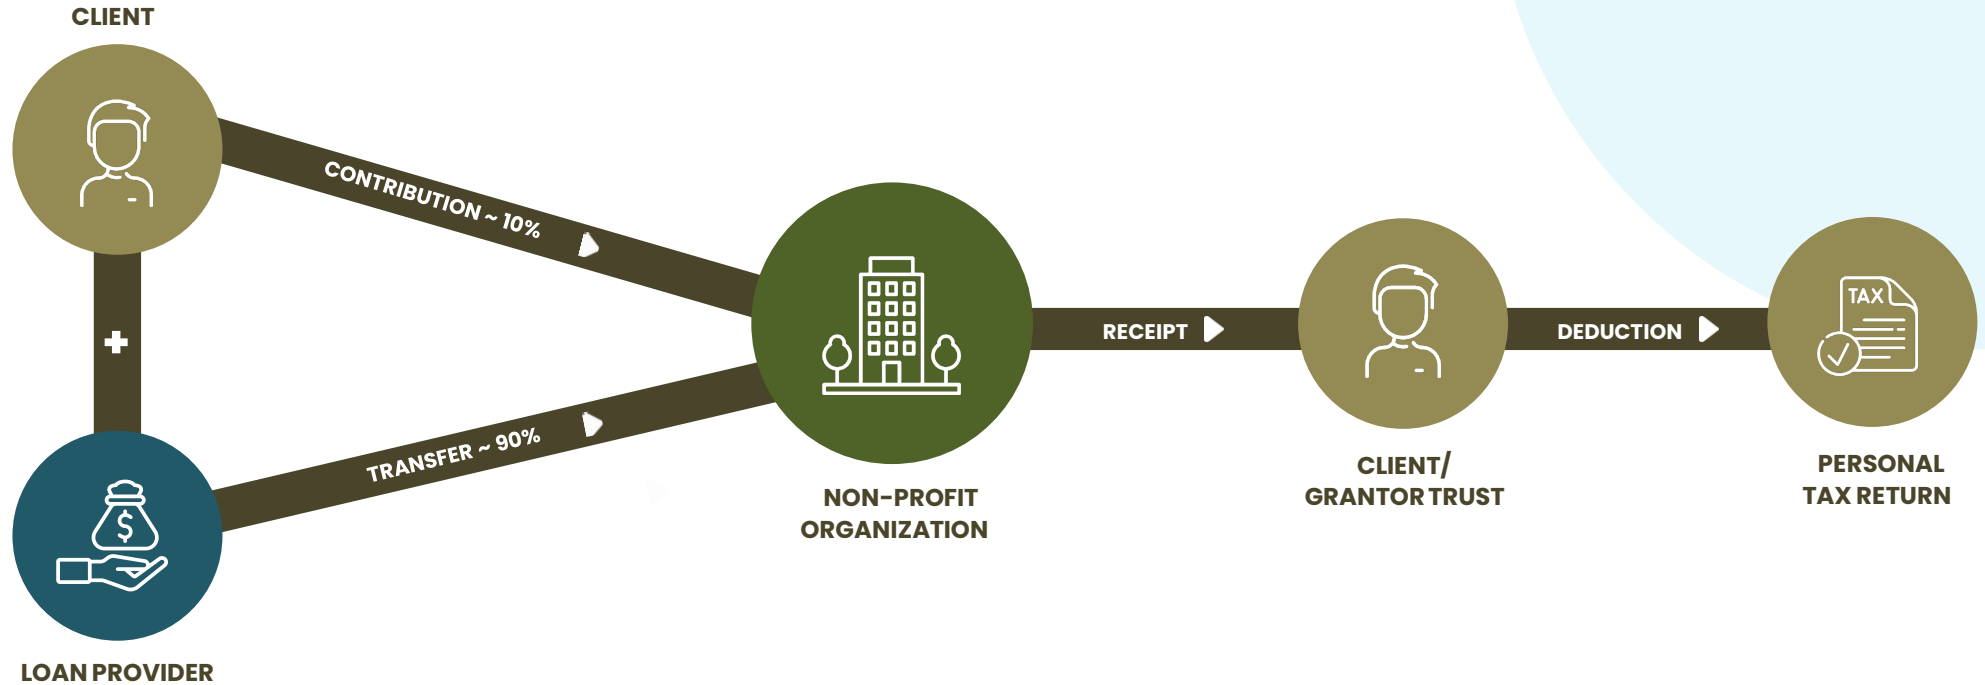 CLIENT
CONTRIBUTION ~ 10%
TRANSFER ~ 90%
LOAN PROVIDER
NON-PROFIT
ORGANIZATION
RECEIPT
CLIENT/
GRANTOR TRUST
DEDUCTION
TAX
PERSONAL
TAX RETURN